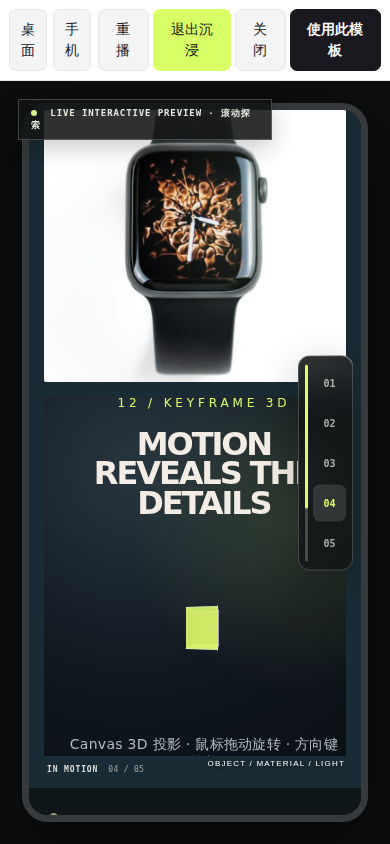 桌
面
手
机
重
播
退出沉
浸
关
闭
使用此模
板
LIVE INTERACTIVE PREVIEW · 滚动探
索
12 / KEYFRAME 3D
01
02
03
04
05
MOTION
REVEALS TH
DETAILS
Canvas 3D 投影 · 鼠标拖动旋转 · 方向键
IN MOTION 04 / 05
OBJECT / MATERIAL / LIGHT